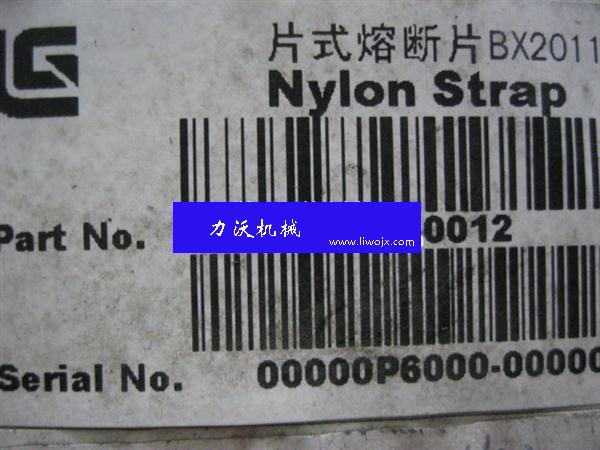 片式熔断片BX2011
Nylon Strap
Part No. 0012
力沃机械
www.liwojx.com
Serial No. 00000P6000-00000